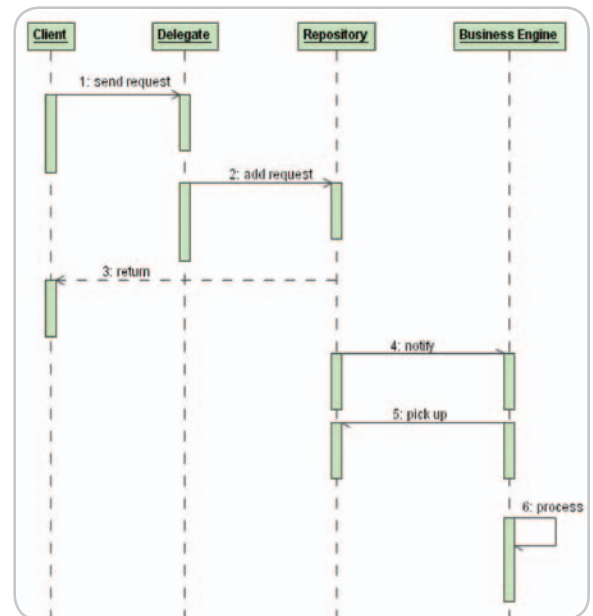 Client Delegate Repository Business Engine
1: send request
2: add request
3: return
4: notify
5: pick up
6: process